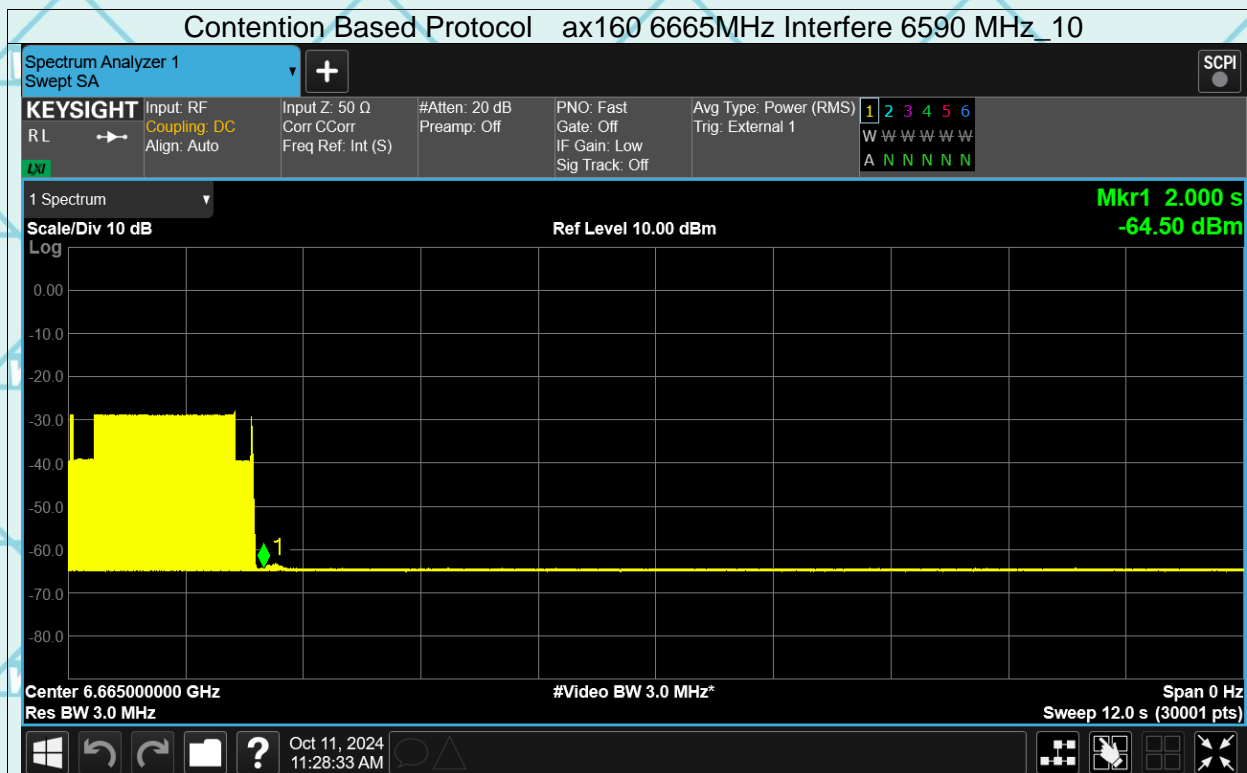 Contention Based Protocol ax160 6665MHz Interfere 6590 MHz_10
Spectrum Analyzer 1
Swept SA
SCPI
KEYSIGHT
RL
LXI
Input: RF
Coupling: DC
Align: Auto
Input Z: 50 Ω
Corr CCorr
Freq Ref: Int (S)
#Atten: 20 dB
Preamp: Off
PNO: Fast
Gate: Off
IF Gain: Low
Sig Track: Off
Avg Type: Power (RMS)
Trig: External 1
1 2 3 4 5 6
W W W W W W
A N N N N N
1 Spectrum
Mkr1 2.000 s
-64.50 dBm
Scale/Div 10 dB
Ref Level 10.00 dBm
Log
0.00
-10.0
-20.0
-30.0
-40.0
-50.0
-60.0
-70.0
-80.0
1
Center 6.665000000 GHz
Res BW 3.0 MHz
#Video BW 3.0 MHz*
Span 0 Hz
Sweep 12.0 s (30001 pts)
?
Oct 11, 2024
11:28:33 AM